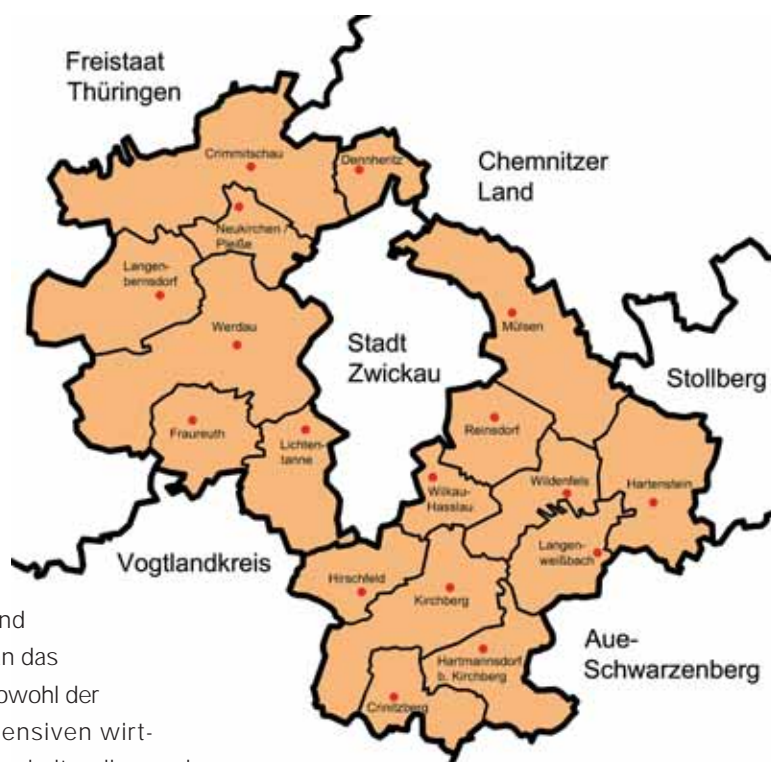 Freistaat
Thüringen
Crimmitschau
Dennheritz
Chemnitzer
Land
Neukirchen /
Pleiße
Langen-
bernsdorf
Werdau
Mülsen
Stadt
Zwickau
Stollberg
Fraureuth
Lichten-
tanne
Reinsdorf
Wilkau-
Hasslau
Wildenfels
Hartenstein
Vogtlandkreis
Langen-
weißbach
Hirschfeld
Kirchberg
Aue-
Schwarzenberg
Hartmannsdorf
b. Kirchberg
Crinitzberg
nd
n das
owohl der
ensiven wirt-